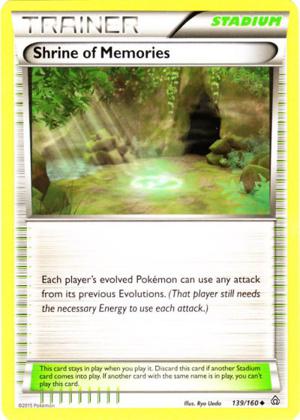 TRAINER STADIUM
Shrine of Memories
Each player's evolved Pokémon can use any
attack from its previous Evolutions. (That player still
needs the necessary Energy to use each attack.)
This card stays in play when you play it. Discard this card if another Stadium
card comes into play. If another card with the same name is in play, you can't
play this card.
©2015 Pokémon Illus. Ryo Ueda 139/160